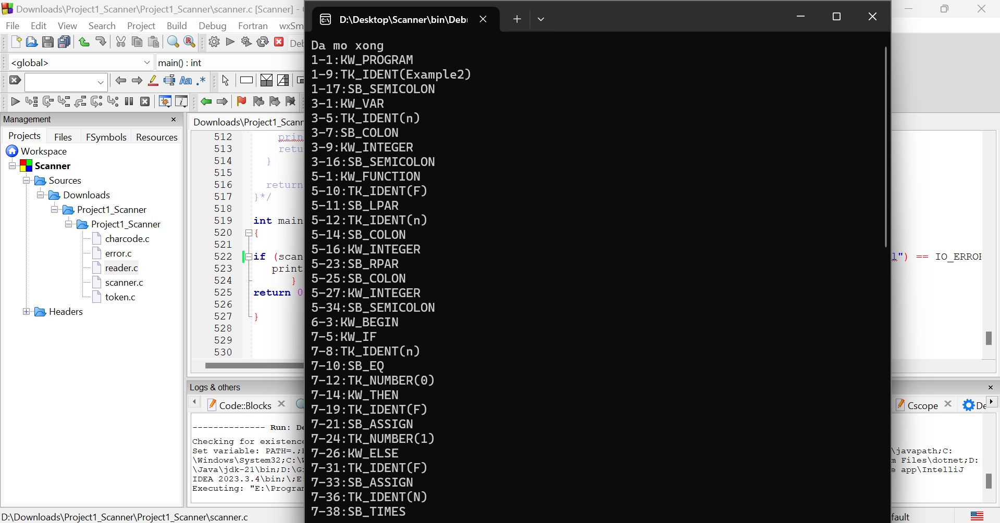 Downloads\Project1_Scanner\Project1_Scanner\scanner.c [Scanner] -
File Edit View Search Project Build Debug Fortran wxSm
<global>
main() : int
Management
Projects Files FSymbols Resources
Workspace
Scanner
Sources
Downloads
Project1_Scanner
Project1_Scanner
charcode.c
error.c
reader.c
scanner.c
token.c
Headers
Downloads\Project1_Scann
512 prin
513 retu
514 }
515
516 return
517 }*/
518
519 int main
520 {
521
522 if (scan
523 print
524 }
525 return 0
526
527 }
528
529
530
l") == IO_ERROR
Logs & others
Code::Blocks
Cscope
De
-------------- Run: De
Checking for existence
Set variable: PATH=.;
\Windows\System32;C:\W
\Java\jdk-21\bin;D:\G
IDEA 2023.3.4\bin;\;E
Executing: "E:\Program
\javapath;C:
m Files\dotnet;D:
e app\IntelliJ
D:\Downloads\Project1_Scanner\Project1_Scanner\scanner.c
fault
D:\Desktop\Scanner\bin\Deb
Da mo xong
1-1:KW_PROGRAM
1-9:TK_IDENT(Example2)
1-17:SB_SEMICOLON
3-1:KW_VAR
3-5:TK_IDENT(n)
3-7:SB_COLON
3-9:KW_INTEGER
3-16:SB_SEMICOLON
5-1:KW_FUNCTION
5-10:TK_IDENT(F)
5-11:SB_LPAR
5-12:TK_IDENT(n)
5-14:SB_COLON
5-16:KW_INTEGER
5-23:SB_RPAR
5-25:SB_COLON
5-27:KW_INTEGER
5-34:SB_SEMICOLON
6-3:KW_BEGIN
7-5:KW_IF
7-8:TK_IDENT(n)
7-10:SB_EQ
7-12:TK_NUMBER(0)
7-14:KW_THEN
7-19:TK_IDENT(F)
7-21:SB_ASSIGN
7-24:TK_NUMBER(1)
7-26:KW_ELSE
7-31:TK_IDENT(F)
7-33:SB_ASSIGN
7-36:TK_IDENT(N)
7-38:SB_TIMES